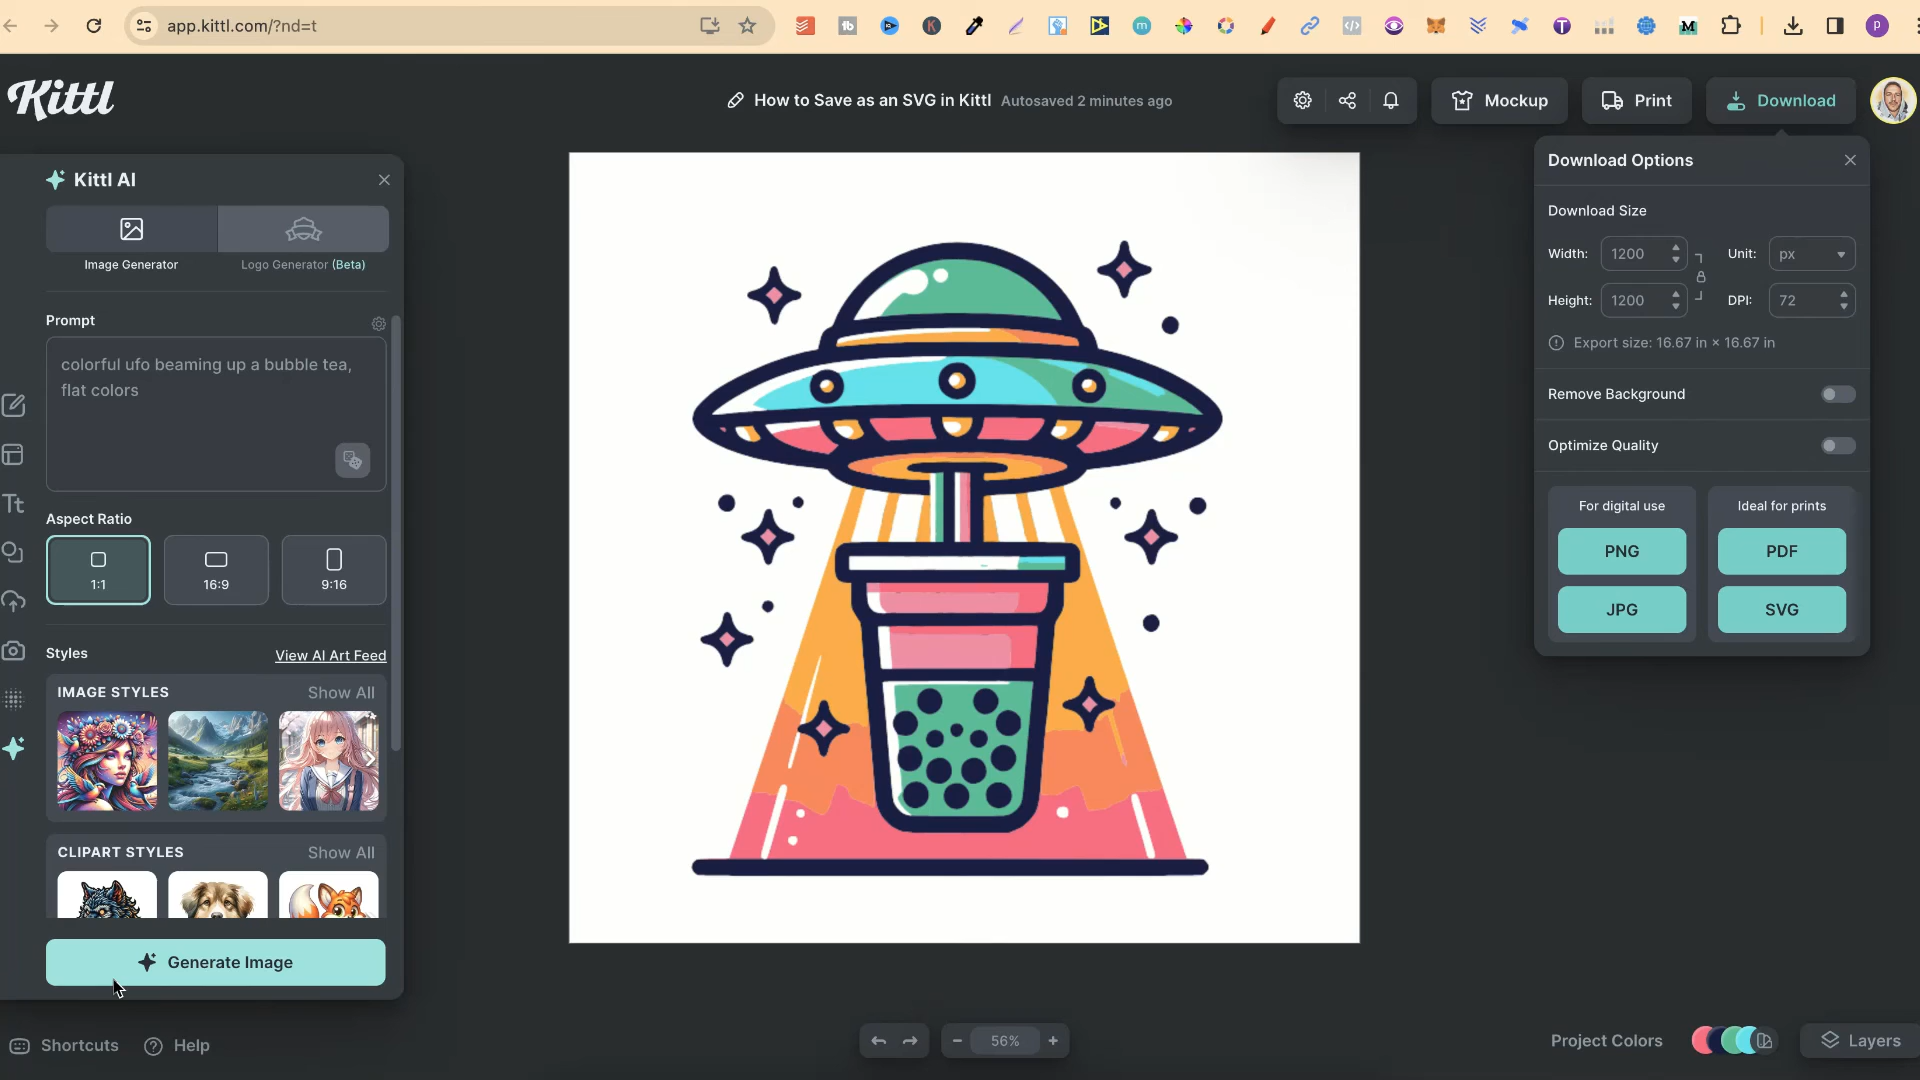 app.kittl.com/?nd=t
Kittl
How to Save as an SVG in Kittl Autosaved 2 minutes ago
Mockup
Print
Download
Kittl AI
Image Generator
Logo Generator (Beta)
Prompt
colorful ufo beaming up a bubble tea,
flat colors
Aspect Ratio
1:1
16:9
9:16
Styles
View AI Art Feed
IMAGE STYLES
Show All
CLIPART STYLES
Show All
Generate Image
Shortcuts
Help
56%
Download Options
Download Size
Width: 1200
Unit: px
Height: 1200
DPI: 72
Export size: 16.67 in × 16.67 in
Remove Background
Optimize Quality
For digital use
Ideal for prints
PNG
PDF
JPG
SVG
Project Colors
Layers